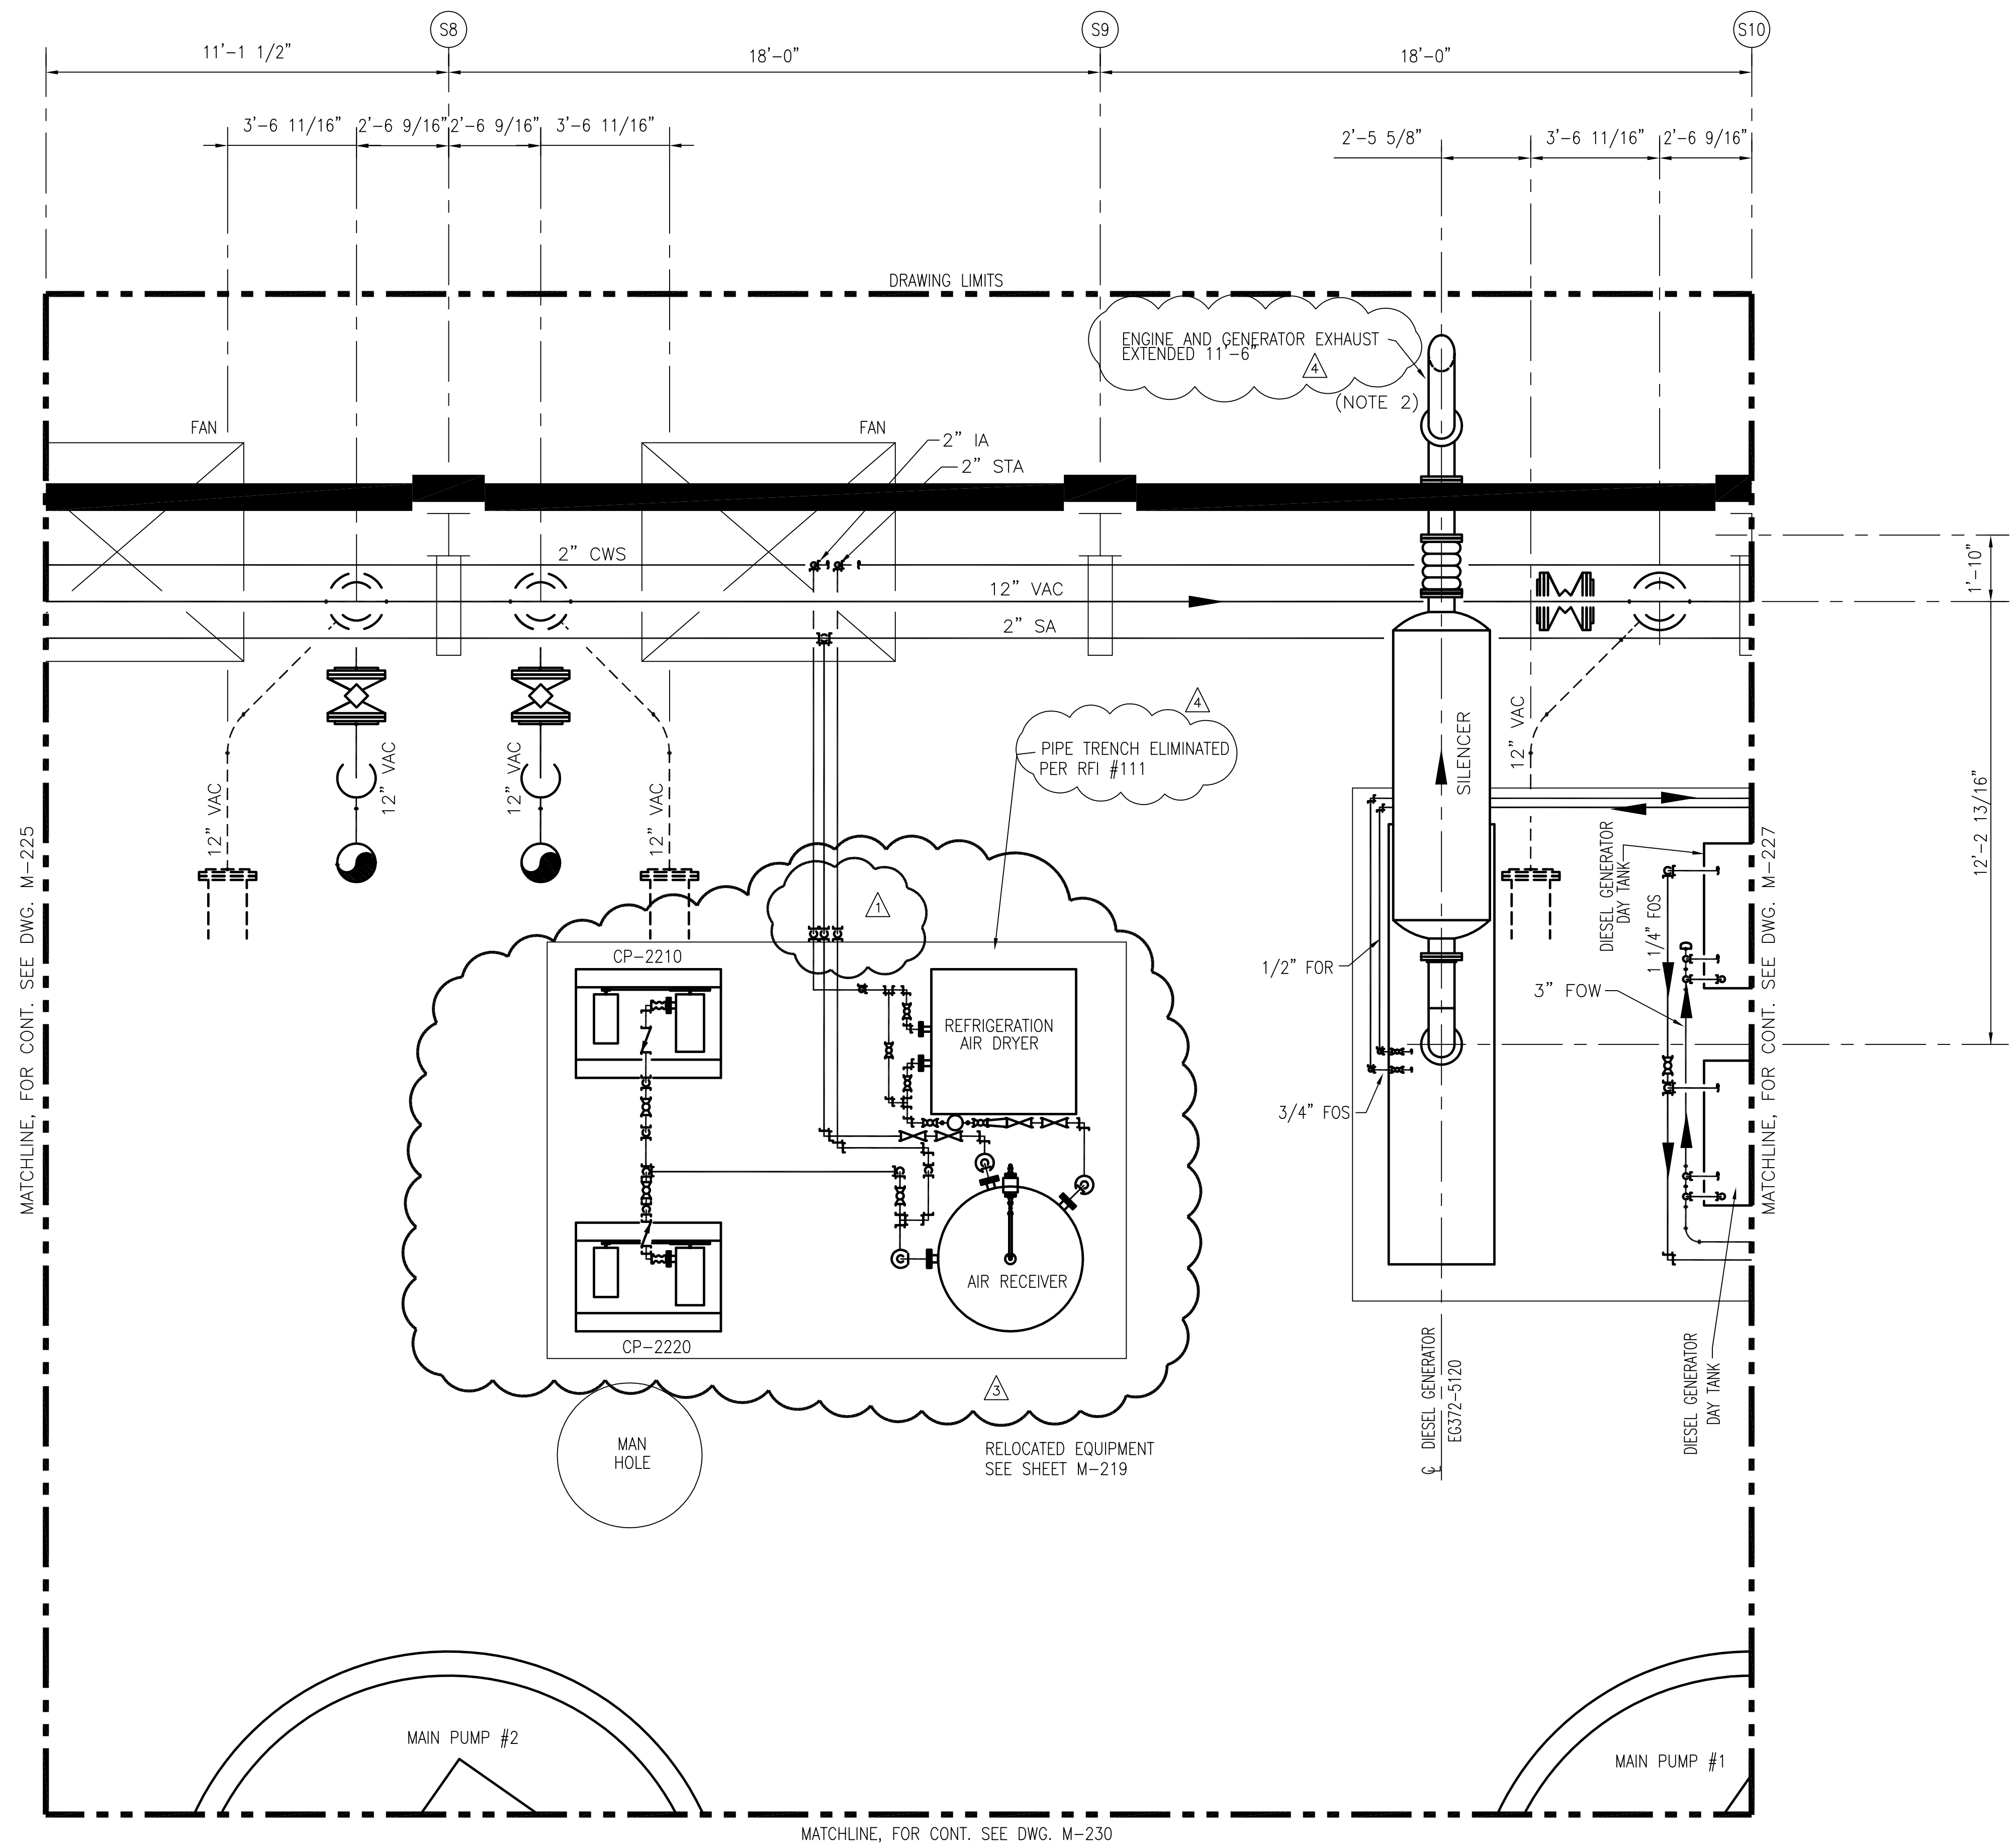 S8
S9
S10
11'-1 1/2"
18'-0"
18'-0"
3'-6 11/16"
2'-6 9/16"
2'-6 9/16"
3'-6 11/16"
2'-5 5/8"
3'-6 11/16"
2'-6 9/16"
DRAWING LIMITS
ENGINE AND GENERATOR EXHAUST
EXTENDED 11'-6"
4
(NOTE 2)
FAN
FAN
2" IA
2" STA
2" CWS
12" VAC
2" SA
1'-10"
12" VAC
12" VAC
12" VAC
12" VAC
12" VAC
SILENCER
4
PIPE TRENCH ELIMINATED
PER RFI #111
12'-2 13/16"
MATCHLINE, FOR CONT. SEE DWG. M-225
MATCHLINE, FOR CONT. SEE DWG. M-227
DIESEL GENERATOR
DAY TANK
1 1/4" FOS
1
CP-2210
REFRIGERATION
AIR DRYER
1/2" FOR
3" FOW
3/4" FOS
AIR RECEIVER
CP-2220
3
MAN
HOLE
RELOCATED EQUIPMENT
SEE SHEET M-219
℄ DIESEL GENERATOR
EG372-5120
DIESEL GENERATOR
DAY TANK
MAIN PUMP #2
MAIN PUMP #1
MATCHLINE, FOR CONT. SEE DWG. M-230